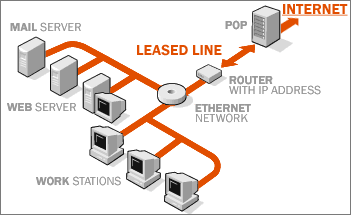 INTERNET
POP
MAIL SERVER
LEASED LINE
ROUTER
WITH IP ADDRESS
WEB SERVER
ETHERNET
NETWORK
WORK STATIONS